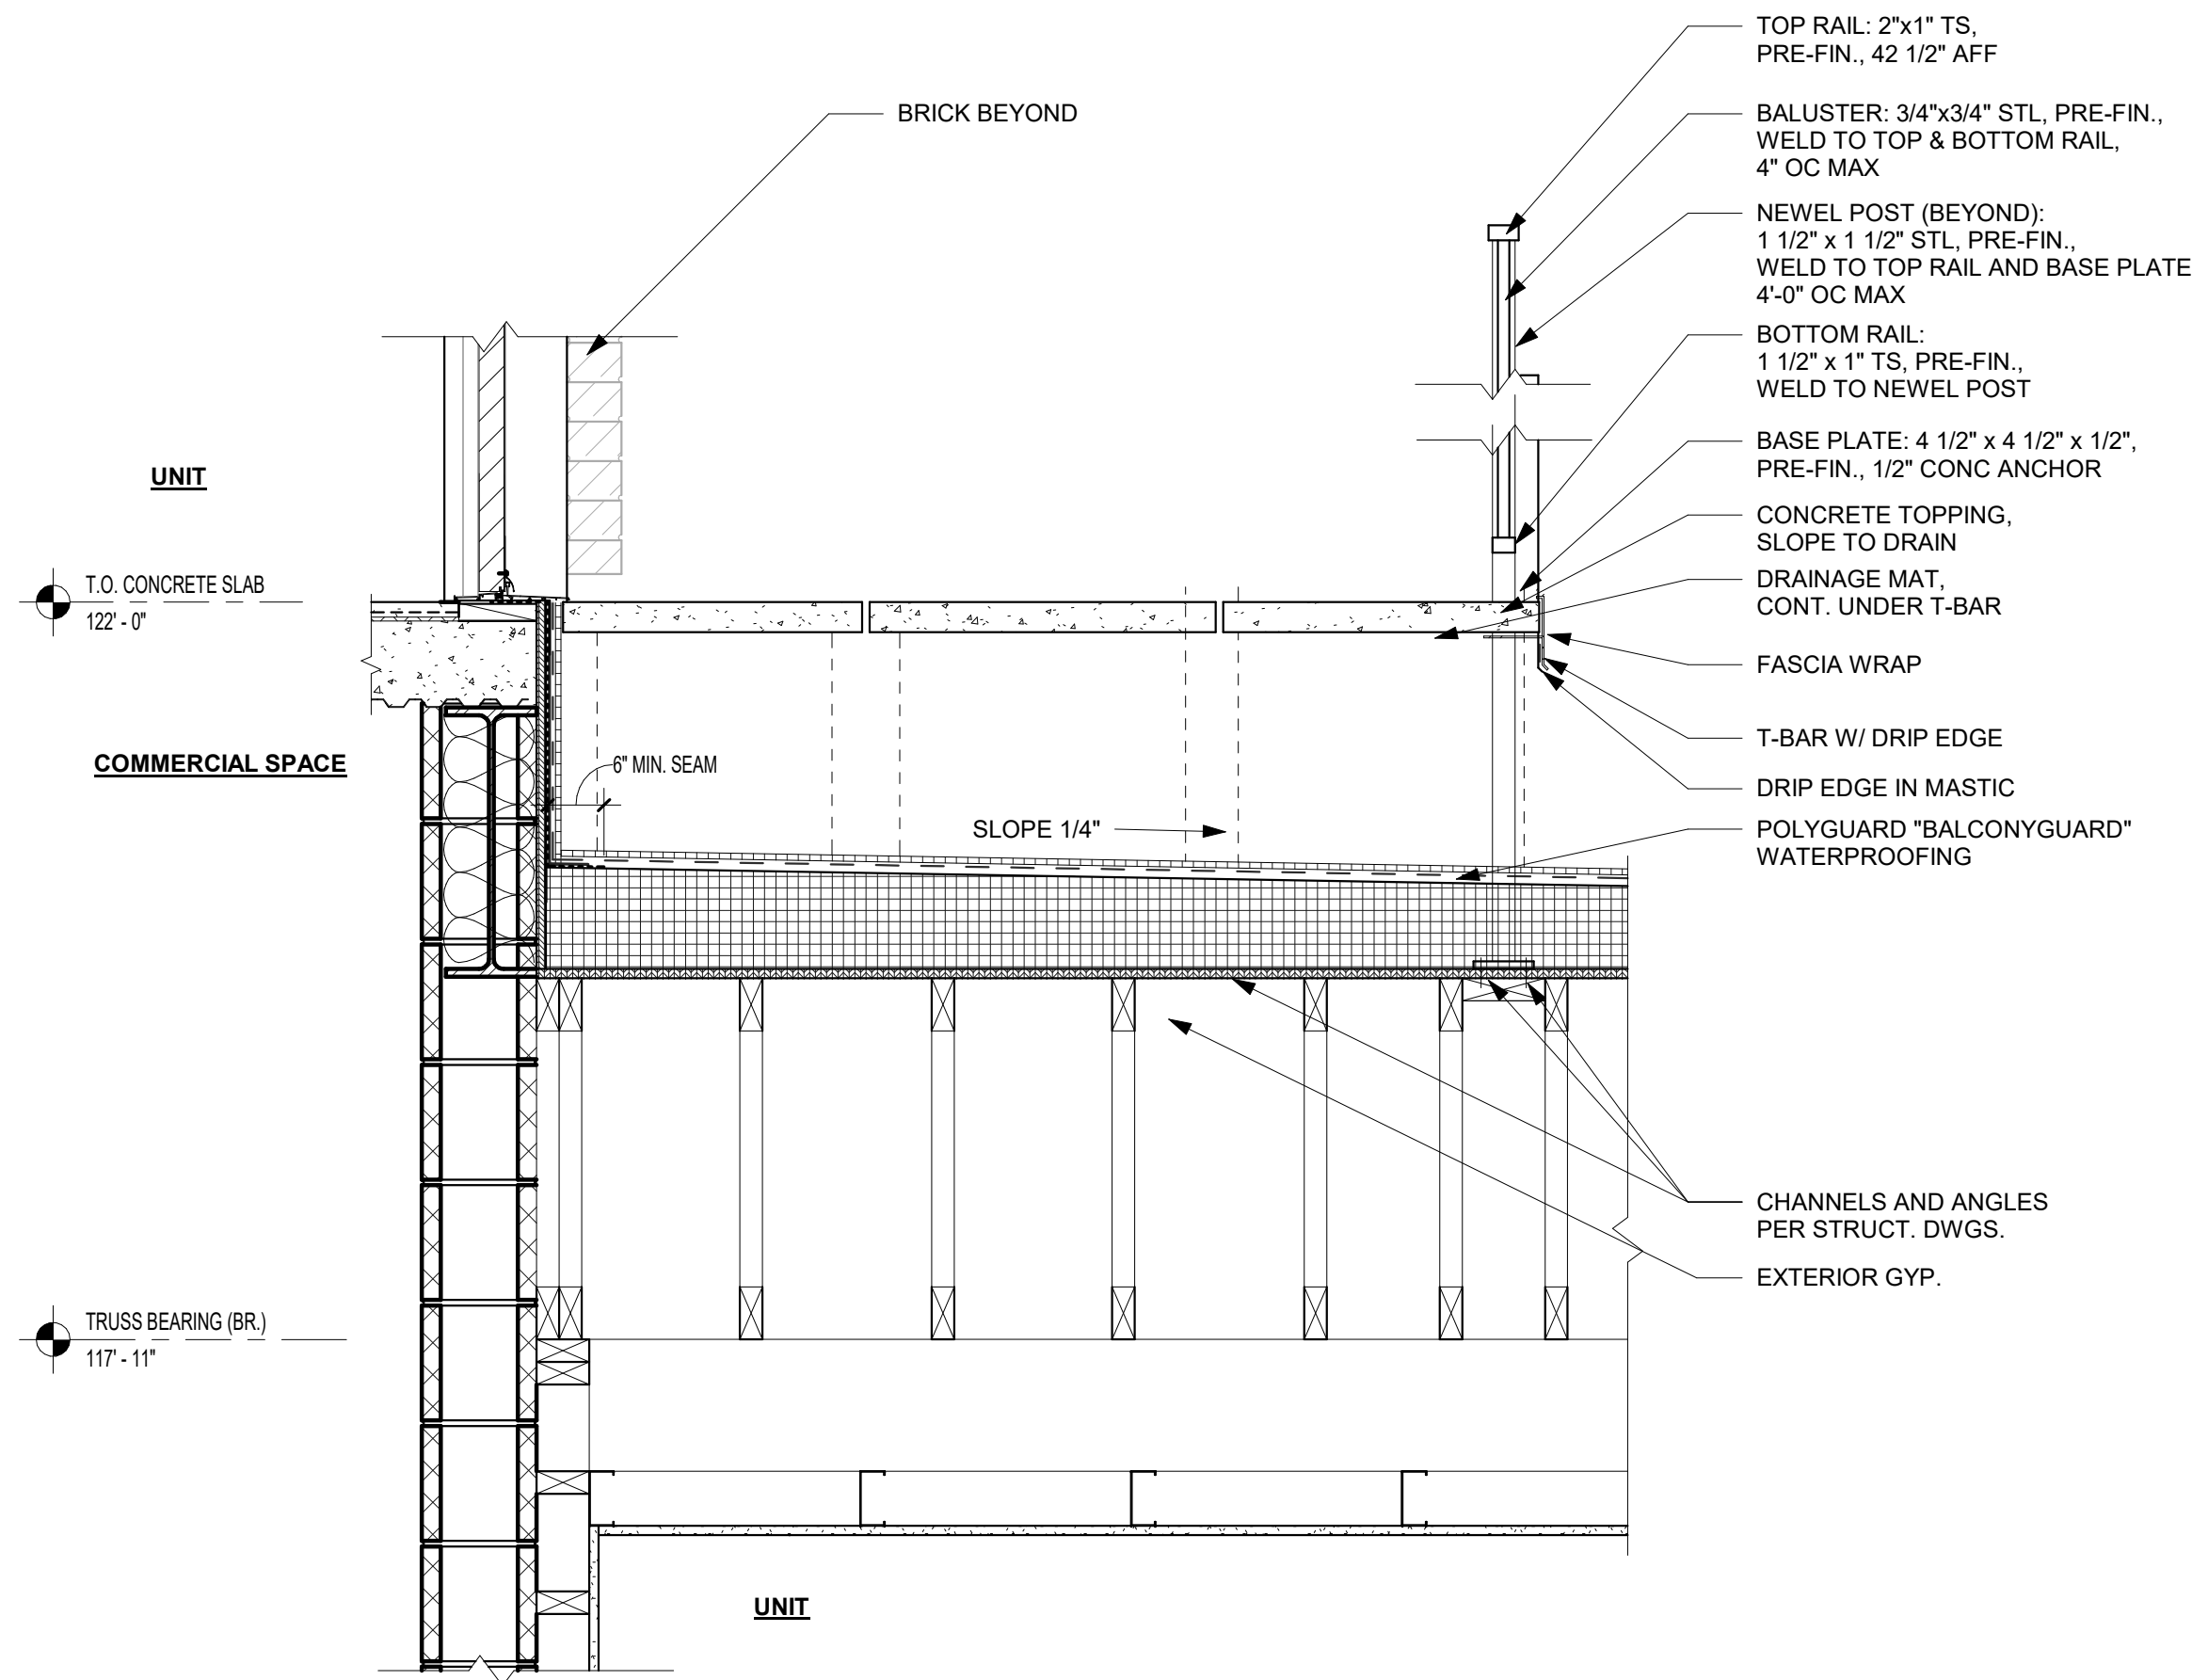 TOP RAIL: 2"x1" TS,
PRE-FIN., 42 1/2" AFF
BRICK BEYOND
BALUSTER: 3/4"x3/4" STL, PRE-FIN.,
WELD TO TOP & BOTTOM RAIL,
4" OC MAX
NEWEL POST (BEYOND):
1 1/2" x 1 1/2" STL, PRE-FIN.,
WELD TO TOP RAIL AND BASE PLATE
4'-0" OC MAX
BOTTOM RAIL:
1 1/2" x 1" TS, PRE-FIN.,
WELD TO NEWEL POST
BASE PLATE: 4 1/2" x 4 1/2" x 1/2",
PRE-FIN., 1/2" CONC ANCHOR
UNIT
CONCRETE TOPPING,
SLOPE TO DRAIN
T.O. CONCRETE SLAB
122' - 0"
DRAINAGE MAT,
CONT. UNDER T-BAR
FASCIA WRAP
T-BAR W/ DRIP EDGE
COMMERCIAL SPACE
6" MIN. SEAM
DRIP EDGE IN MASTIC
SLOPE 1/4"
POLYGUARD "BALCONYGUARD"
WATERPROOFING
CHANNELS AND ANGLES
PER STRUCT. DWGS.
EXTERIOR GYP.
TRUSS BEARING (BR.)
117' - 11"
UNIT